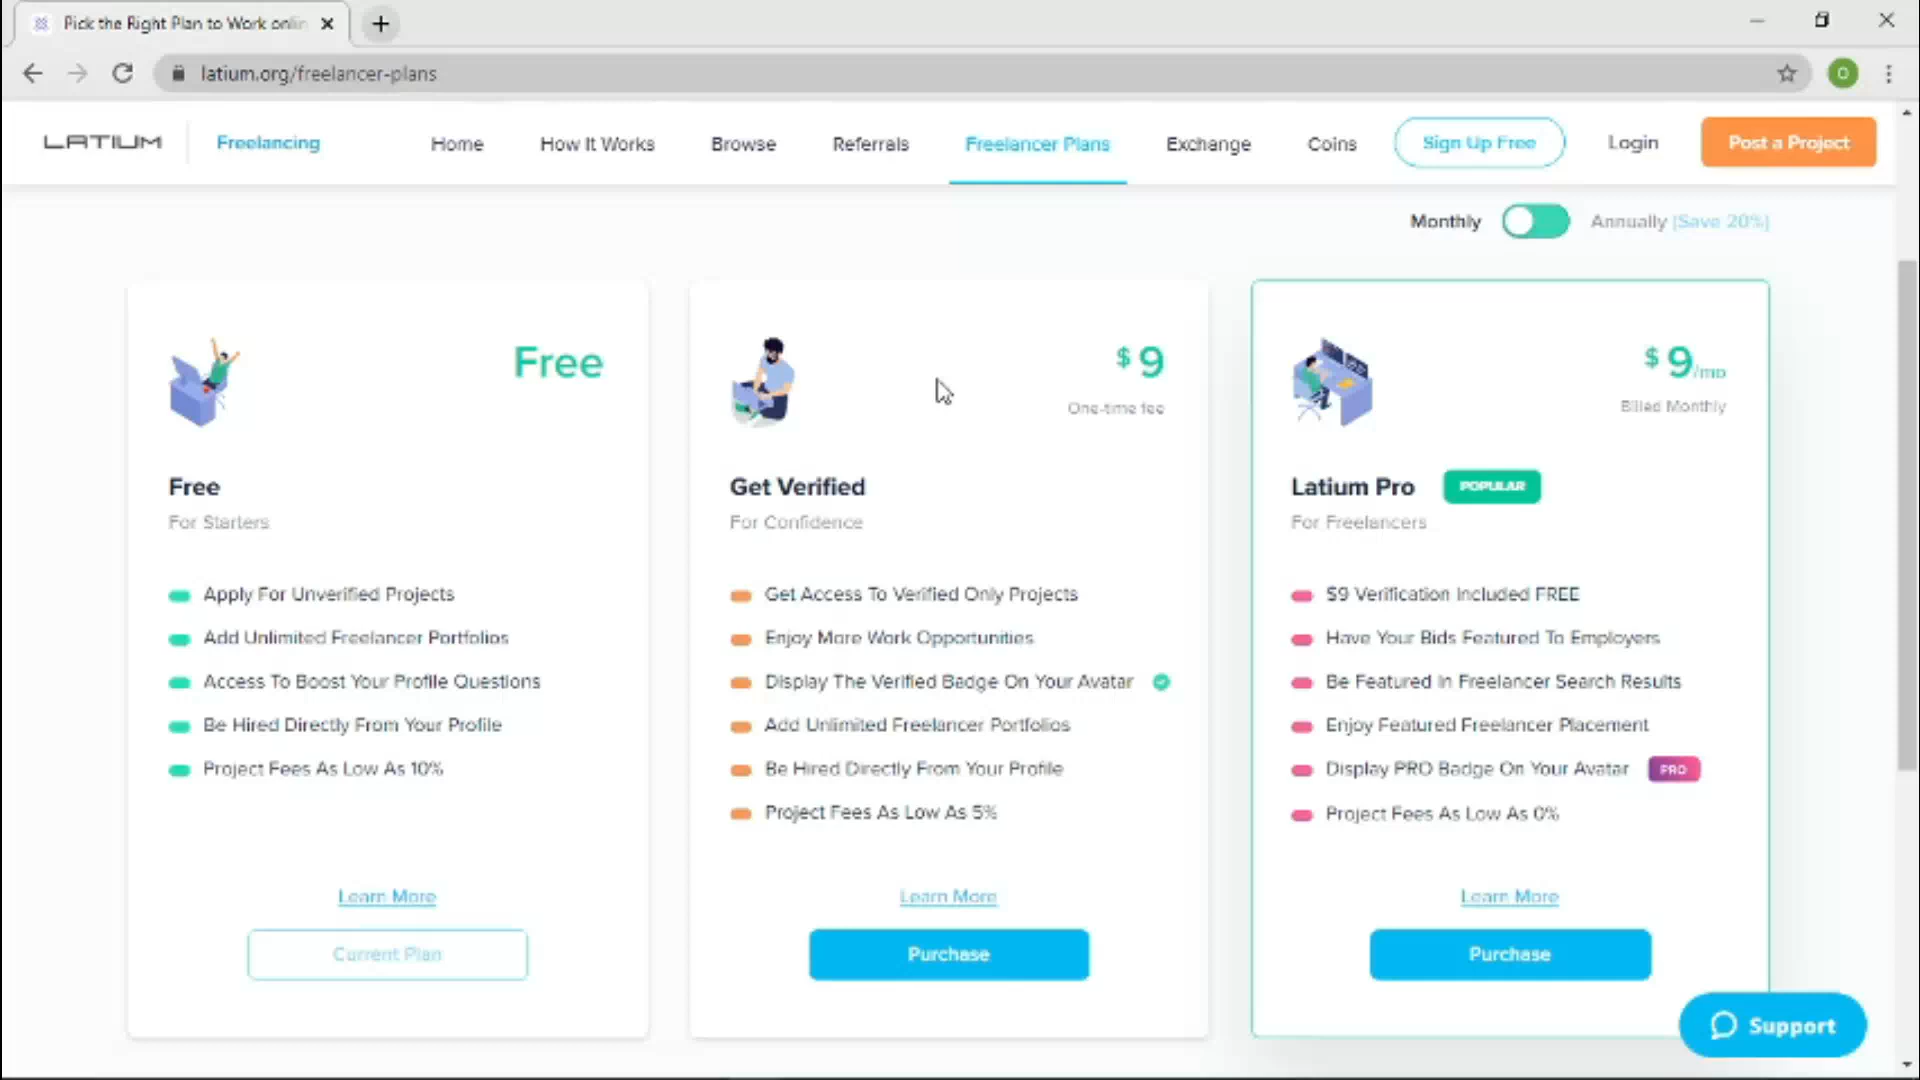 Pick the Right Plan to Work onlin
latium.org/freelancer-plans
O
LATIUM
Freelancing
Home
How It Works
Browse
Referrals
Freelancer Plans
Exchange
Coins
Sign Up Free
Login
Post a Project
Monthly
Annually [Save 20%]
Free
Free
For Starters
Apply For Unverified Projects
Add Unlimited Freelancer Portfolios
Access To Boost Your Profile Questions
Be Hired Directly From Your Profile
Project Fees As Low As 10%
Learn More
Current Plan
$ 9
One-time fee
Get Verified
For Confidence
Get Access To Verified Only Projects
Enjoy More Work Opportunities
Display The Verified Badge On Your Avatar
Add Unlimited Freelancer Portfolios
Be Hired Directly From Your Profile
Project Fees As Low As 5%
Learn More
Purchase
$ 9/mo
Billed Monthly
Latium Pro POPULAR
For Freelancers
$9 Verification Included FREE
Have Your Bids Featured To Employers
Be Featured In Freelancer Search Results
Enjoy Featured Freelancer Placement
Display PRO Badge On Your Avatar PRO
Project Fees As Low As 0%
Learn More
Purchase
Support